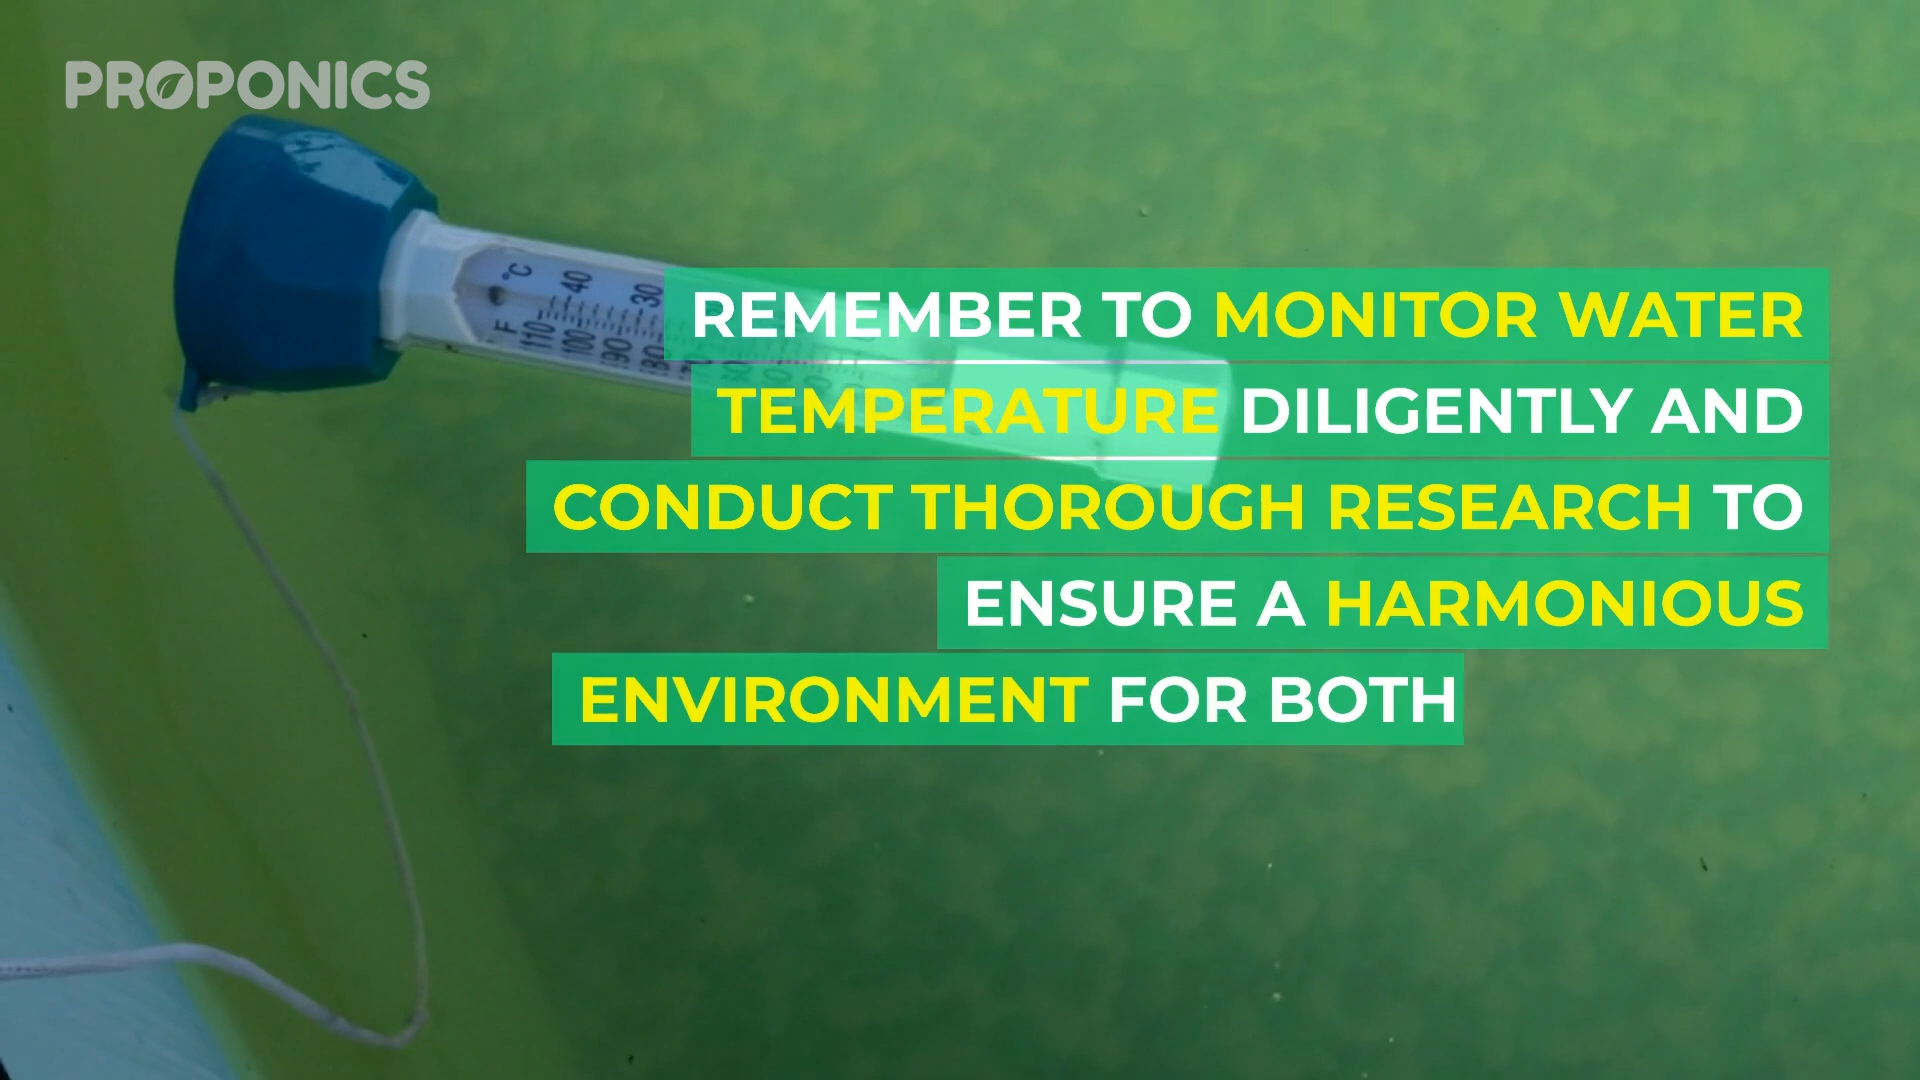 PROPONICS
°C
40
30
F
110
100
90
80
REMEMBER TO MONITOR WATER
TEMPERATURE DILIGENTLY AND
CONDUCT THOROUGH RESEARCH TO
ENSURE A HARMONIOUS
ENVIRONMENT FOR BOTH